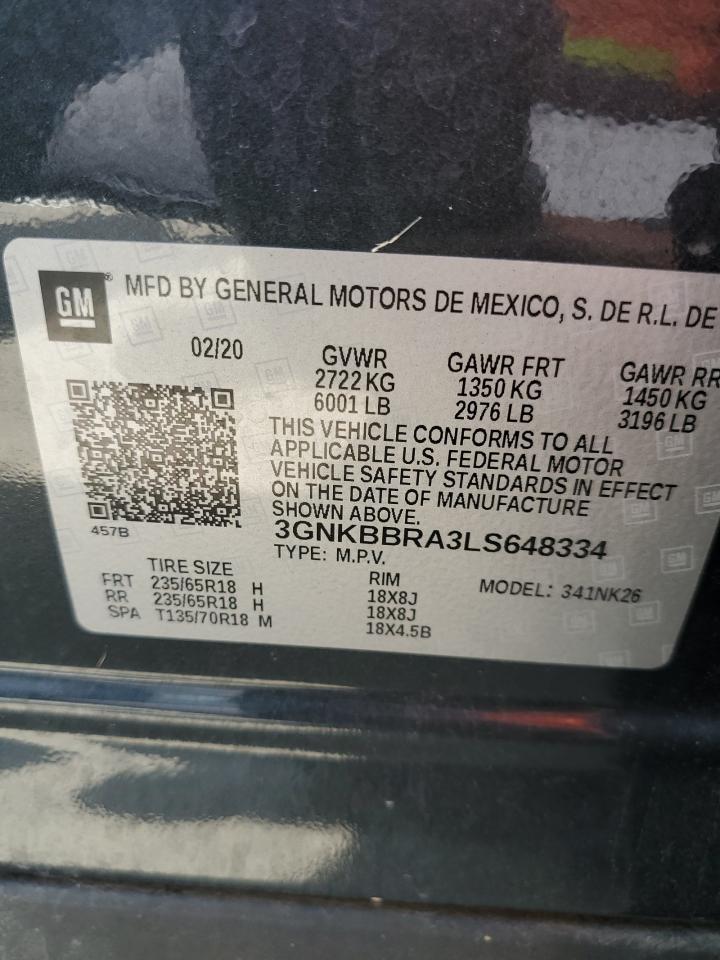 GM®
MFD BY GENERAL MOTORS DE MEXICO, S. DE R.L. DE
02/20
GVWR
2722 KG
6001 LB
GAWR FRT
1350 KG
2976 LB
GAWR RR
1450 KG
3196 LB
THIS VEHICLE CONFORMS TO ALL
APPLICABLE U.S. FEDERAL MOTOR
VEHICLE SAFETY STANDARDS IN EFFECT
ON THE DATE OF MANUFACTURE
SHOWN ABOVE.
457B
3GNKBBRA3LS648334
TYPE: M.P.V.
MODEL: 341NK26
TIRE SIZE RIM
FRT 235/65R18 H 18X8J
RR 235/65R18 H 18X8J
SPA T135/70R18 M 18X4.5B